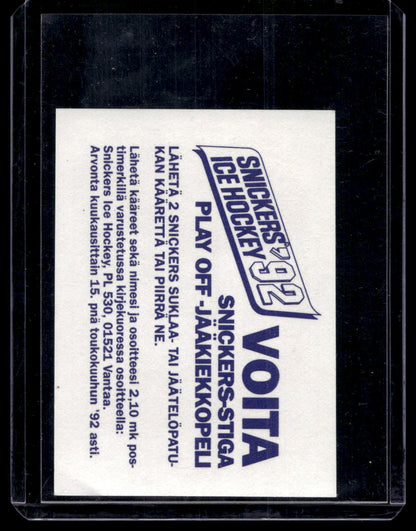 SNICKERS '92
ICE HOCKEY
VOITA
SNICKERS-STIGA
PLAY OFF -JÄÄKIEKKOPELI
LÄHETÄ 2 SNICKERS SUKLAA- TAI JÄÄTELÖPATU-
KAN KÄÄRETTÄ TAI PIIRRÄ NE.
Lähetä kääreet sekä nimesi ja osoitteesi 2,10 mk pos-
timerkillä varustetussa kirjekuoressa osoitteella:
Snickers Ice Hockey, PL 530, 01521 Vantaa.
Arvonta kuukausittain 15. pnä toukokuuhun '92 asti.